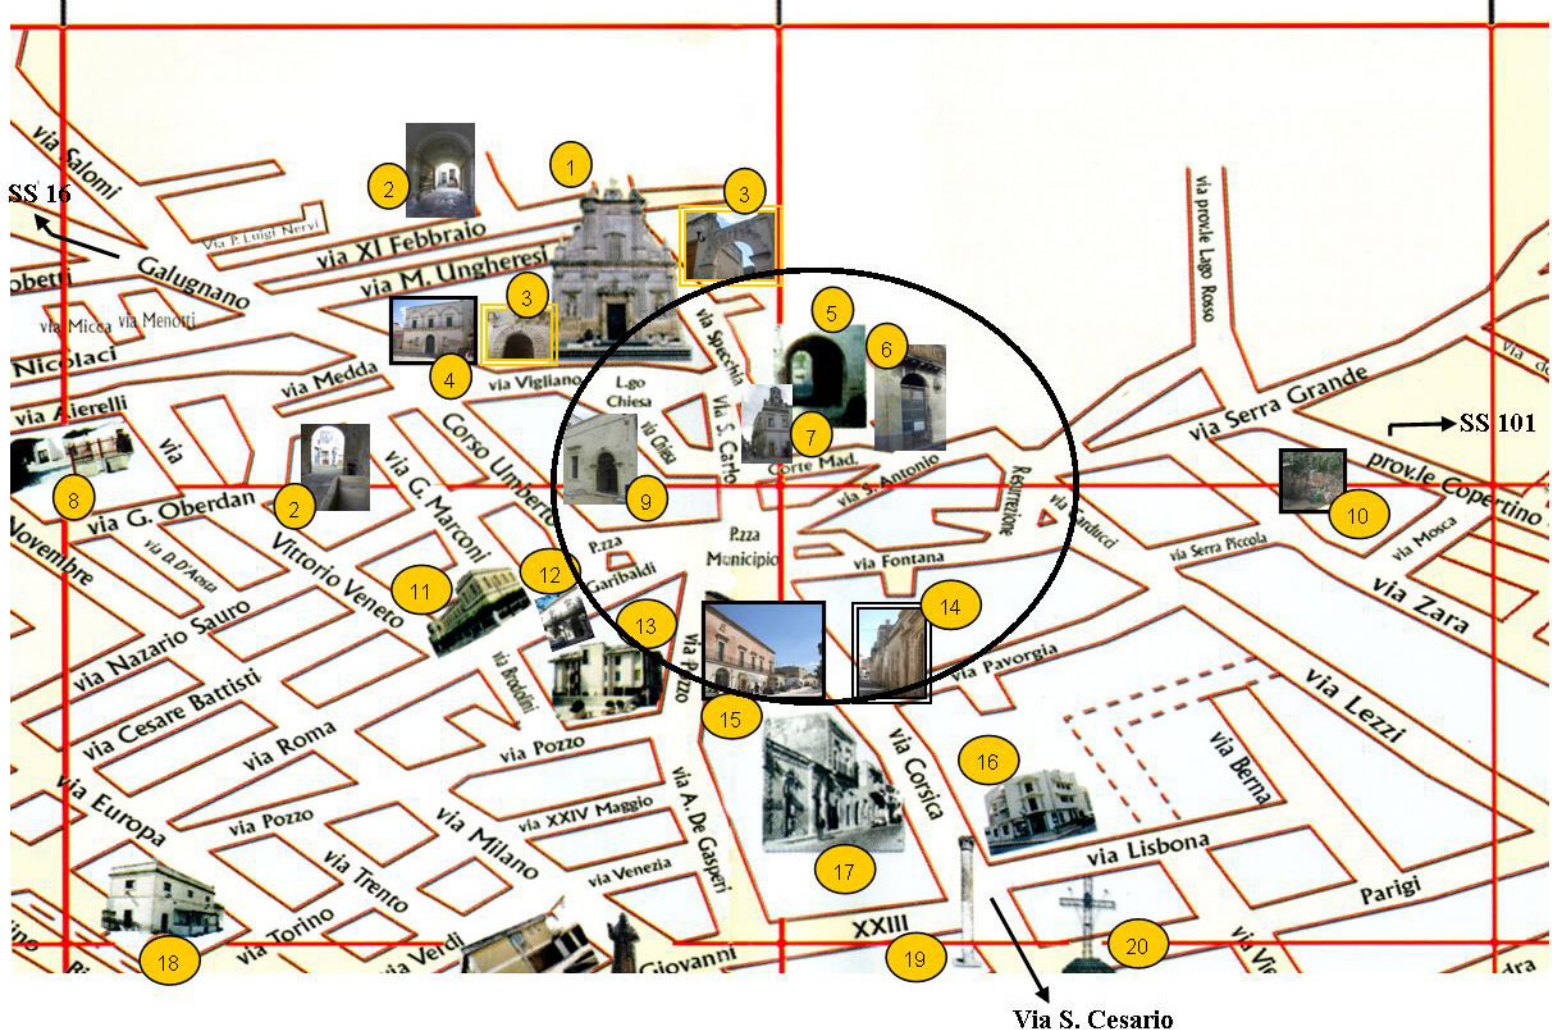 1
2
3
via Salomi
SS 16
Via P. Luigi Nervi
via XI Febbraio
via M. Ungheresi
Galugnano
obetti
via Micca
via Menotti
3
4
5
6
7
Nicolaci
via Medda
via Vigliano
L.go
Chiesa
via Specchia
via Chiesa
Via S. Carlo
via Aierelli
Corso Umberto
via prov.le Lago Rosso
via Serra Grande
SS 101
prov.le Copertino
via
8
via G. Oberdan
2
via G. Marconi
9
Corte Mad.
via S. Antonio
Resurrezione
via Carducci
10
via Mosca
Novembre
via D. D'Aosta
Vittorio Veneto
P.zza
Garibaldi
P.zza
Municipio
via Fontana
via Serra Piccola
via Zara
11
12
13
14
via Nazario Sauro
via Brodolini
via Pozzo
via Pavorgia
via Lezzi
via Cesare Battisti
via Roma
via Pozzo
15
via Corsica
16
via Berna
via Europa
via Pozzo
via XXIV Maggio
via A. De Gasperi
via Milano
via Trento
via Venezia
17
via Lisbona
Parigi
via Torino
via Verdi
18
Giovanni
XXIII
19
20
via Vie
Via S. Cesario